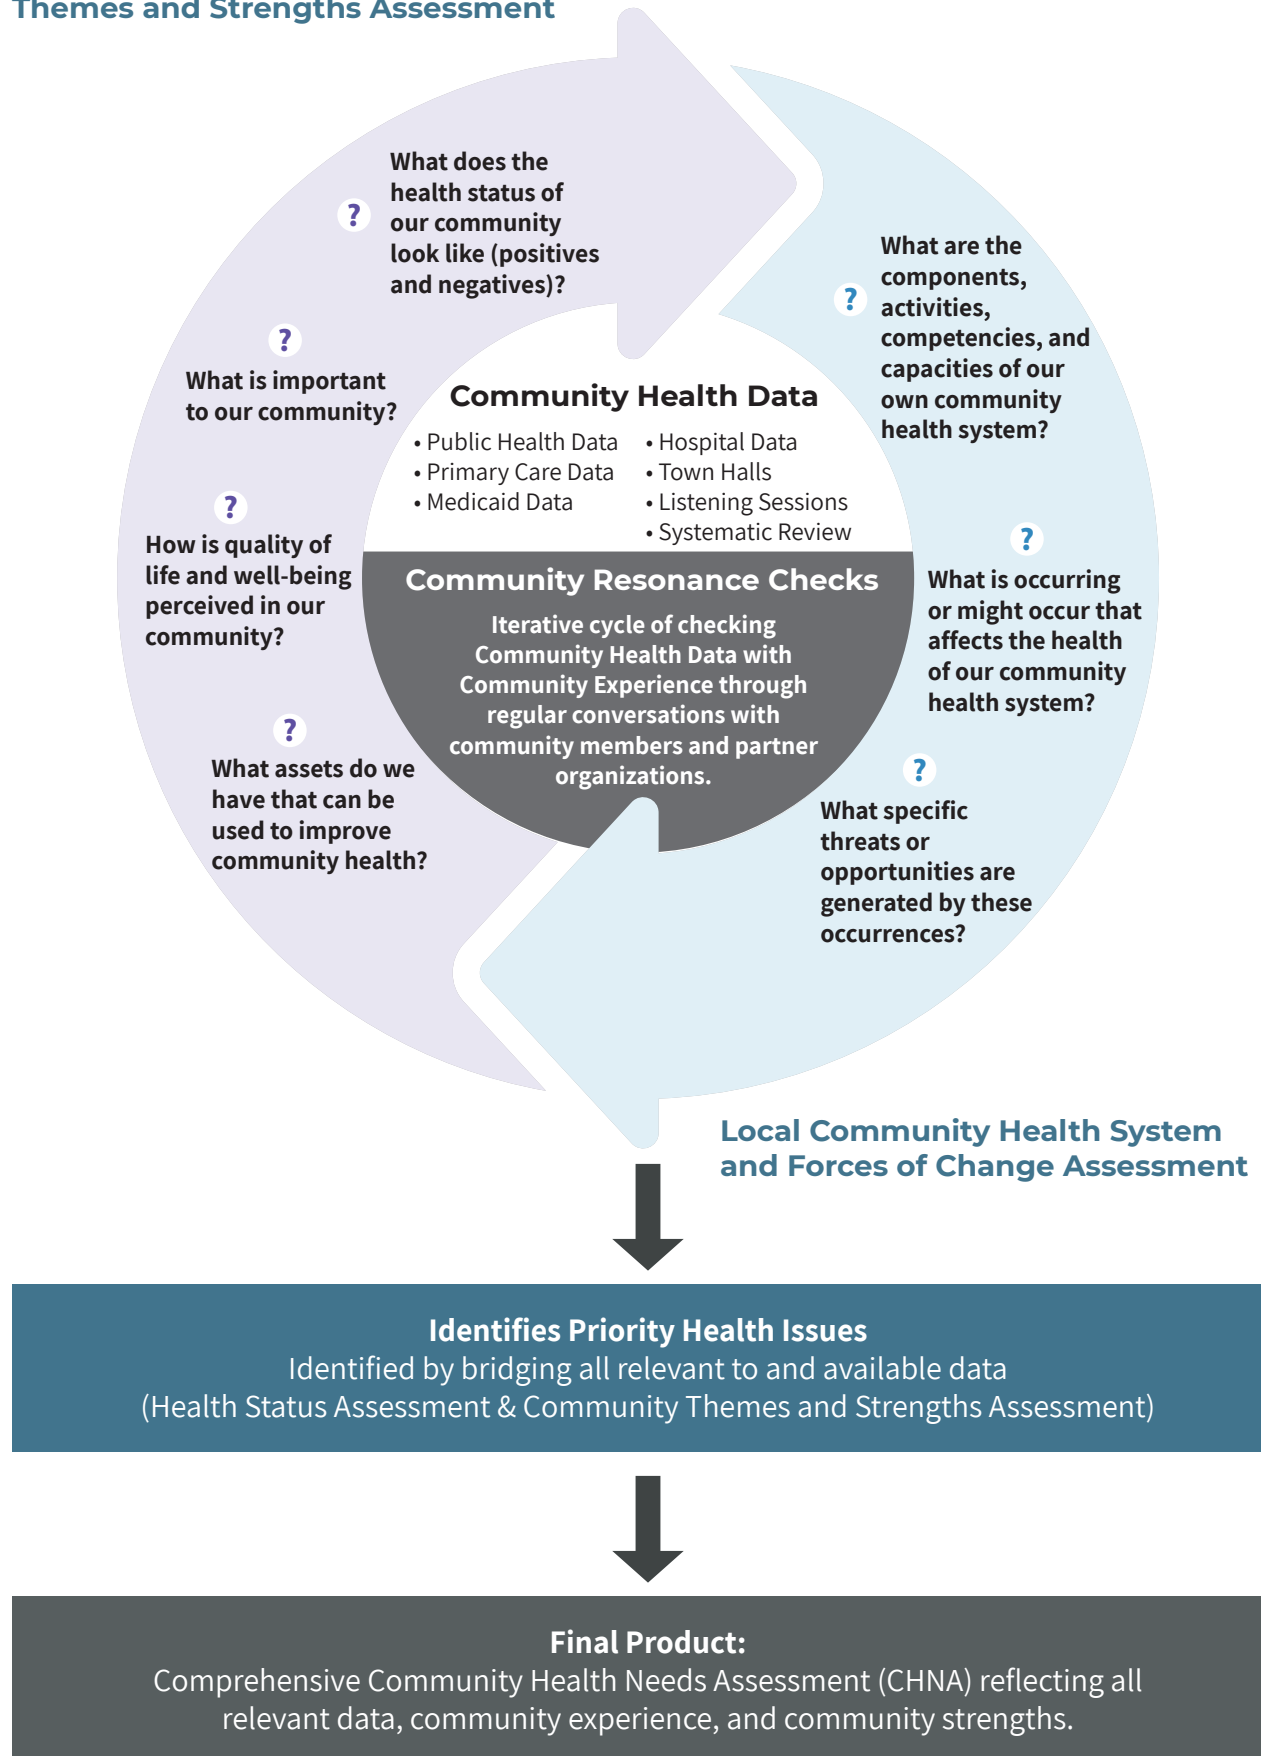 Themes and Strengths Assessment
?
What does the
health status of
our community
look like (positives
and negatives)?
?
What is important
to our community?
?
How is quality of
life and well-being
perceived in our
community?
?
What assets do we
have that can be
used to improve
community health?
Community Health Data
• Public Health Data
• Primary Care Data
• Medicaid Data
• Hospital Data
• Town Halls
• Listening Sessions
• Systematic Review
Community Resonance Checks
Iterative cycle of checking
Community Health Data with
Community Experience through
regular conversations with
community members and partner
organizations.
?
What are the
components,
activities,
competencies, and
capacities of our
own community
health system?
?
What is occurring
or might occur that
affects the health
of our community
health system?
?
What specific
threats or
opportunities are
generated by these
occurrences?
Local Community Health System
and Forces of Change Assessment
Identifies Priority Health Issues
Identified by bridging all relevant to and available data
(Health Status Assessment & Community Themes and Strengths Assessment)
Final Product:
Comprehensive Community Health Needs Assessment (CHNA) reflecting all
relevant data, community experience, and community strengths.